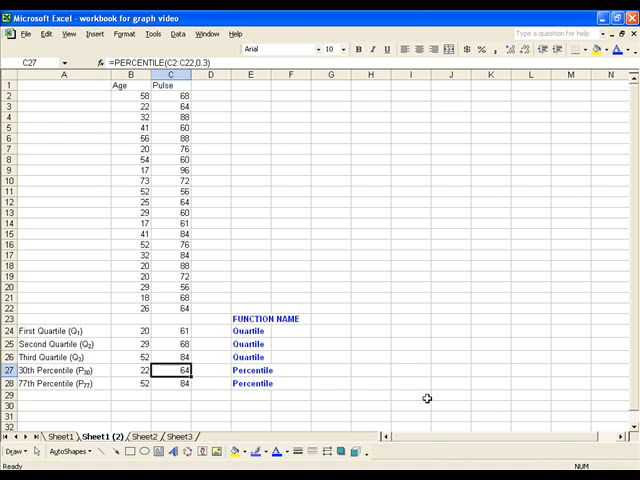 Microsoft Excel - workbook for graph video
File Edit View Insert Format Tools Data Window Help Type a question for help
Arial 10 B I U $ %
C27 fx =PERCENTILE(C2:C22,0.3)
A B C D E F G H I J K L M N
1 Age Pulse
2 58 68
3 22 64
4 32 88
5 41 60
6 56 88
7 20 76
8 54 60
9 17 96
10 73 72
11 52 56
12 25 64
13 29 60
14 17 61
15 41 84
16 52 76
17 32 84
18 20 88
19 20 72
20 29 56
21 18 68
22 26 64
23 FUNCTION NAME
24 First Quartile (Q1) 20 61 Quartile
25 Second Quartile (Q2) 29 68 Quartile
26 Third Quartile (Q3) 52 84 Quartile
27 30th Percentile (P30) 22 64 Percentile
28 77th Percentile (P77) 52 84 Percentile
29
30
31
32
Sheet1 Sheet1 (2) Sheet2 Sheet3
Draw AutoShapes
Ready NUM